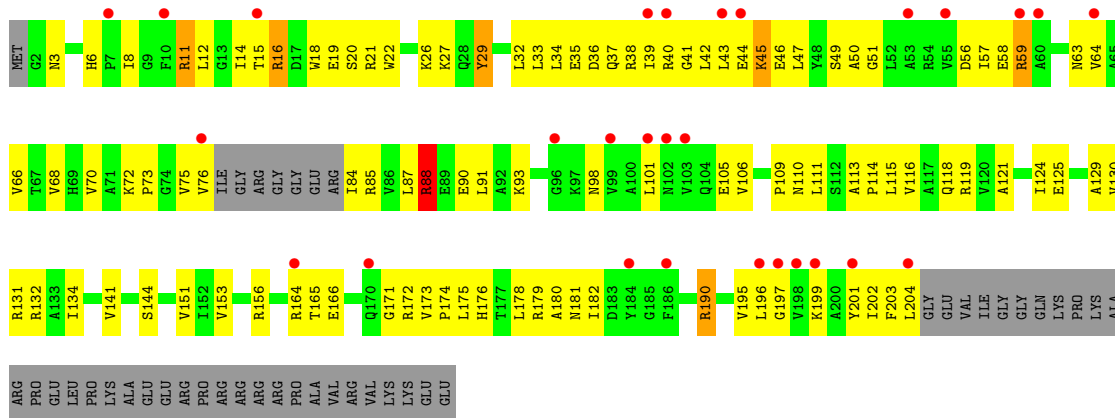 MET G2 N3 H6 P7 I8 G9 F10 R11 L12 G13 I14 T15 R16 D17 W18 E19 S20 R21 W22 K26 K27 Q28 Y29 L32 L33 L34 E35 D36 Q37 R38 I39 R40 G41 L42 L43 E44 K45 E46 L47 Y48 S49 A50 G51 L52 A53 R54 V55 D56 I57 E58 R59 A60 N63 V64 A65
V66 T67 V68 H69 V70 A71 K72 P73 G74 V75 V76 ILE GLY ARG GLY GLY GLU ARG I84 R85 V86 L87 R88 E89 E90 L91 A92 K93 G96 K97 N98 V99 A100 L101 N102 V103 Q104 E105 V106 P109 N110 L111 S112 A113 P114 L115 V116 A117 Q118 R119 V120 A121 I124 E125 A129 V130
R131 R132 A133 I134 V141 S144 V151 I152 V153 R156 R164 T165 E166 Q170 G171 R172 V173 P174 L175 H176 T177 L178 R179 A180 N181 I182 D183 Y184 G185 F186 R190 V195 L196 G197 V198 K199 A200 Y201 I202 F203 L204 GLY GLU VAL ILE GLY GLY GLN LYS PRO LYS ALA
ARG PRO GLU LEU PRO LYS ALA GLU GLU ARG PRO ARG ARG ARG ARG PRO ALA VAL ARG VAL LYS LYS GLU GLU